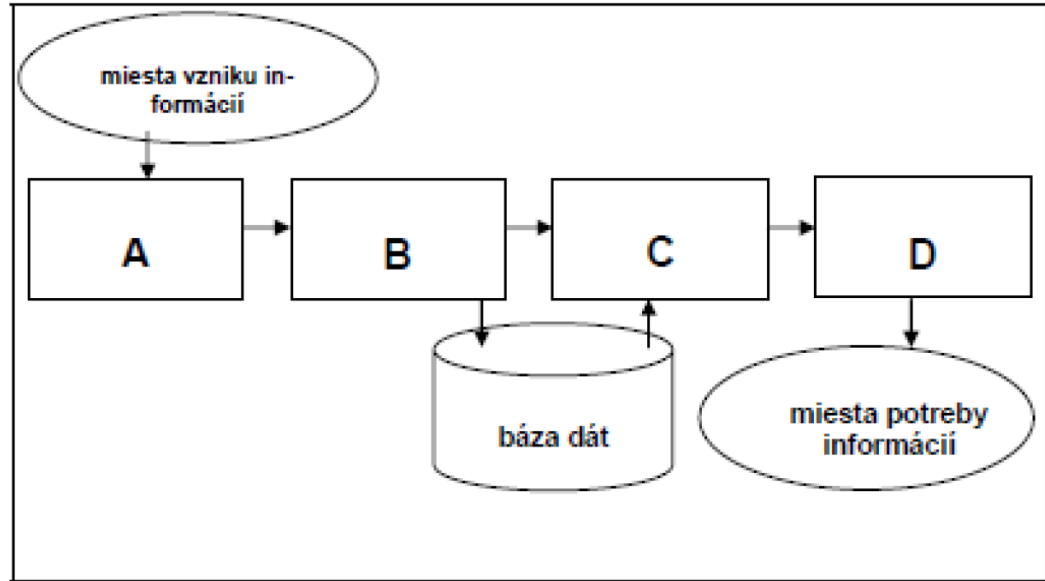 miesta vzniku in-
formácií
A
B
C
D
báza dát
miesta potreby
informácií